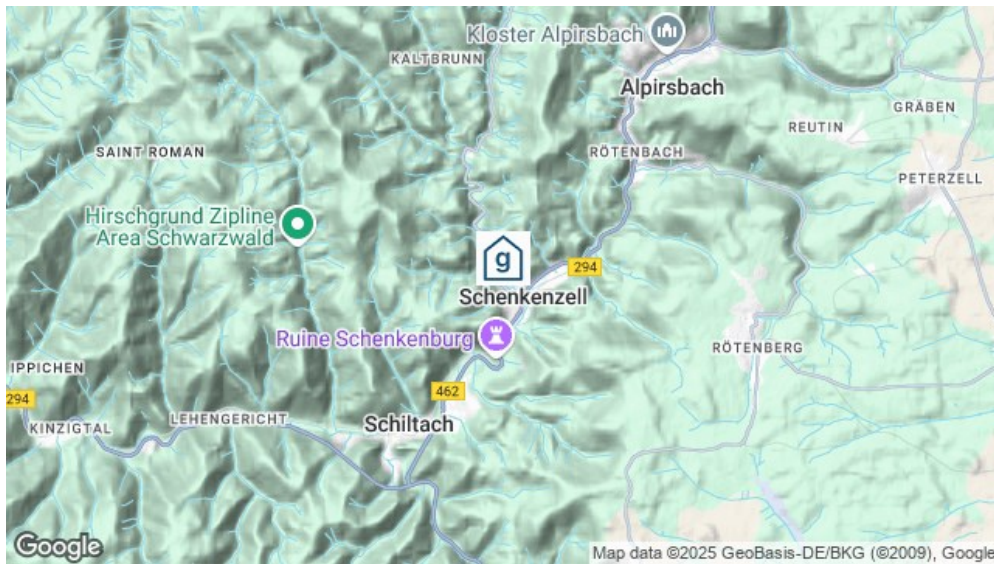 Kloster Alpirsbach
KALTBRUNN
Alpirsbach
GRÄBEN
REUTIN
SAINT ROMAN
RÖTENBACH
PETERZELL
Hirschgrund Zipline
Area Schwarzwald
g
294
Schenkenzell
Ruine Schenkenburg
RÖTENBERG
IPPICHEN
462
294
LEHENGERICHT
Schiltach
KINZIGTAL
Google
Map data ©2025 GeoBasis-DE/BKG (©2009), Google